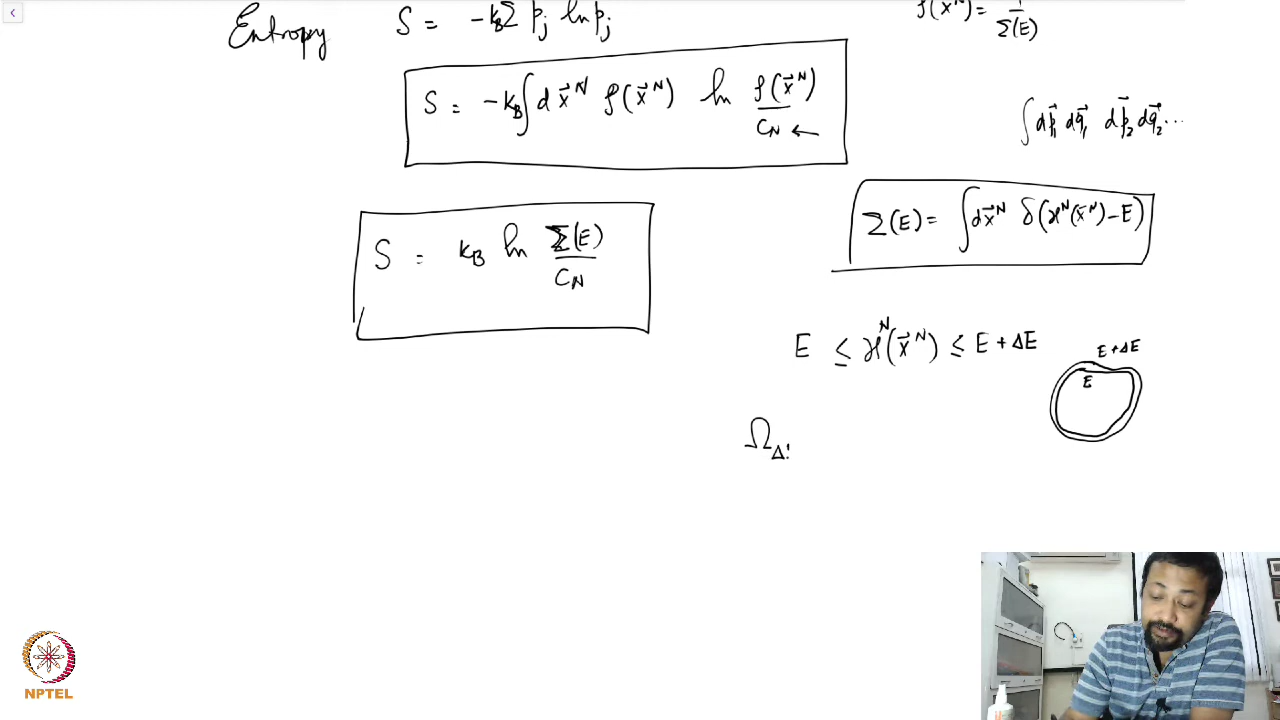 Entropy S = -k_B Σ p_j ln p_j
ρ(x⃗^N) = 1/Σ(E)
S = -k_B ∫ dx⃗^N ρ(x⃗^N) ln ρ(x⃗^N)/C_N ←
∫ dp⃗_1 dq⃗_1 dp⃗_2 dq⃗_2 ...
Σ(E) = ∫ dx⃗^N δ(ℋ^N(x⃗^N) - E)
S = k_B ln Σ(E)/C_N
E ≤ ℋ^N(x⃗^N) ≤ E + ΔE
E + ΔE
E
Ω_Δ
NPTEL